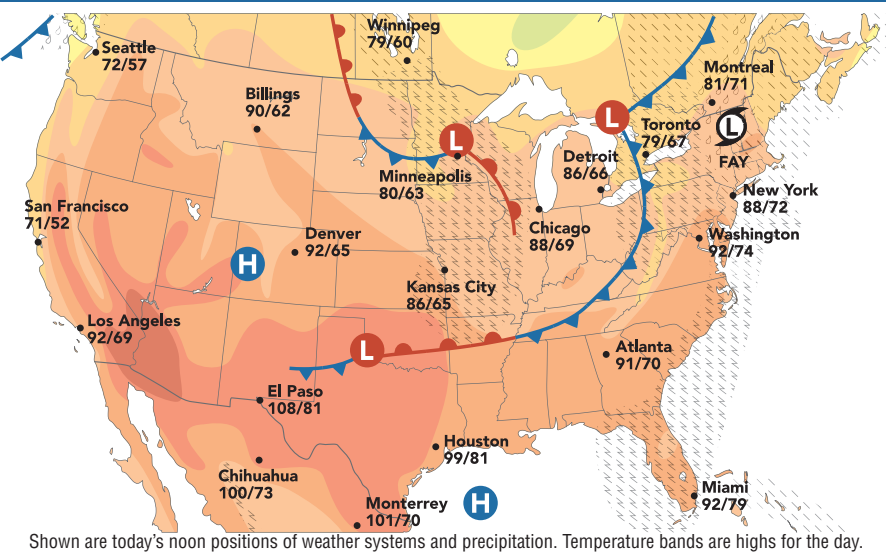 Winnipeg
79/60
Seattle
72/57
Montreal
81/71
Billings
90/62
L
L
Toronto
79/67
L
FAY
Detroit
86/66
Minneapolis
80/63
New York
88/72
San Francisco
71/52
Chicago
88/69
Denver
92/65
Washington
92/74
H
Kansas City
86/65
Los Angeles
92/69
L
Atlanta
91/70
El Paso
108/81
Houston
99/81
Chihuahua
100/73
Miami
92/79
Monterrey
101/70
H
Shown are today's noon positions of weather systems and precipitation. Temperature bands are highs for the day.